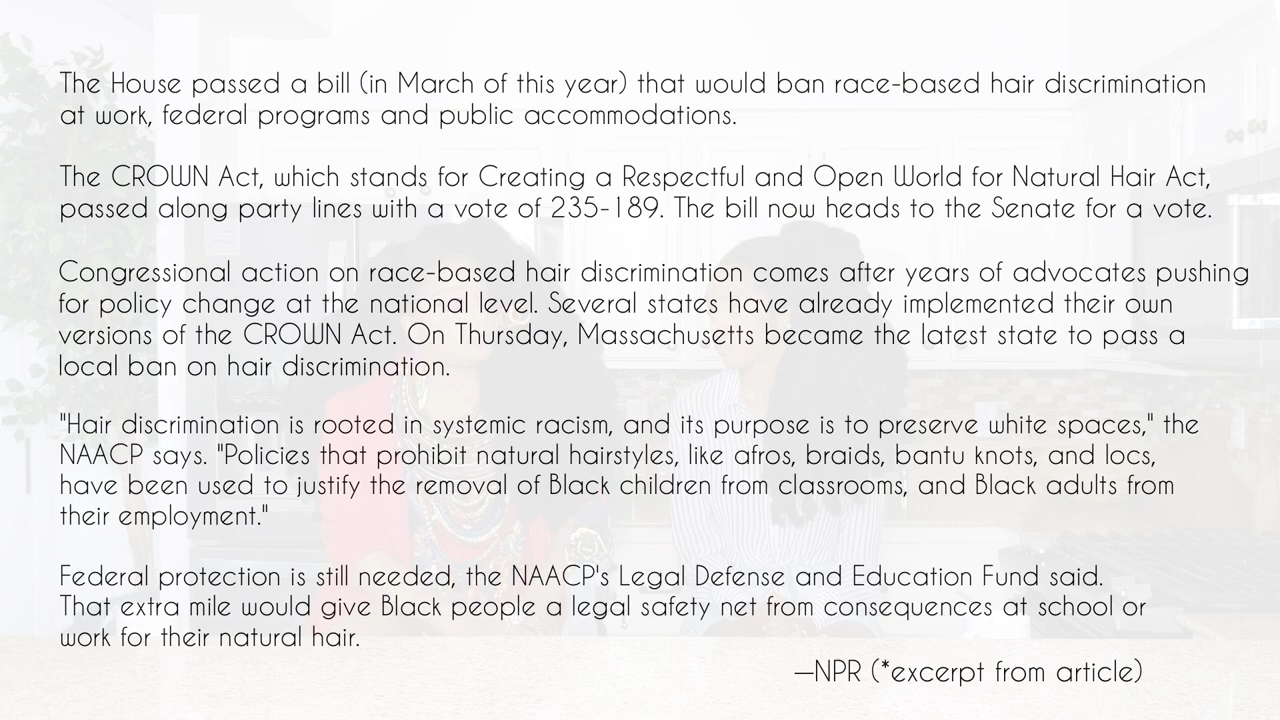 The House passed a bill (in March of this year) that would ban race-based hair discrimination
at work, federal programs and public accommodations.
The CROWN Act, which stands for Creating a Respectful and Open World for Natural Hair Act,
passed along party lines with a vote of 235-189. The bill now heads to the Senate for a vote.
Congressional action on race-based hair discrimination comes after years of advocates pushing
for policy change at the national level. Several states have already implemented their own
versions of the CROWN Act. On Thursday, Massachusetts became the latest state to pass a
local ban on hair discrimination.
"Hair discrimination is rooted in systemic racism, and its purpose is to preserve white spaces," the
NAACP says. "Policies that prohibit natural hairstyles, like afros, braids, bantu knots, and locs,
have been used to justify the removal of Black children from classrooms, and Black adults from
their employment."
Federal protection is still needed, the NAACP's Legal Defense and Education Fund said.
That extra mile would give Black people a legal safety net from consequences at school or
work for their natural hair.
—NPR (*excerpt from article)